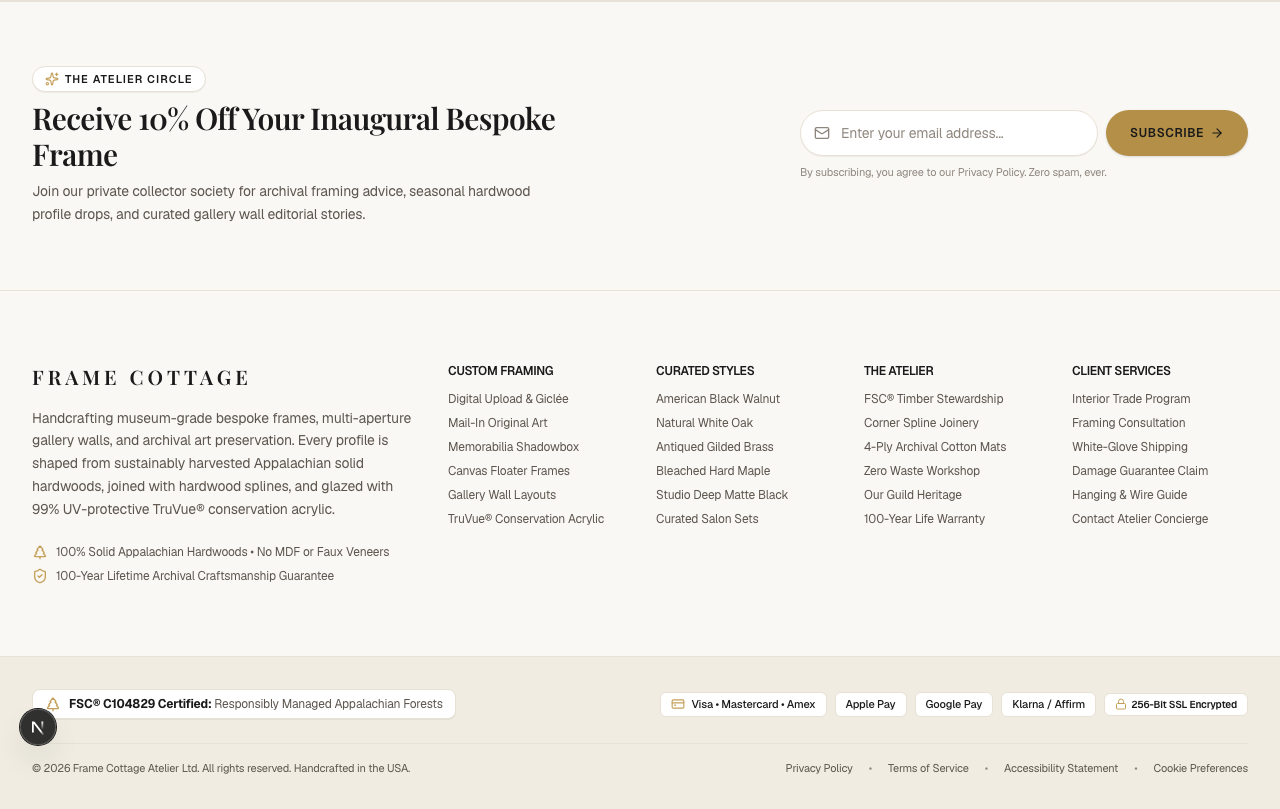 THE ATELIER CIRCLE
Receive 10% Off Your Inaugural Bespoke
Frame
Join our private collector society for archival framing advice, seasonal hardwood
profile drops, and curated gallery wall editorial stories.
Enter your email address...
SUBSCRIBE →
By subscribing, you agree to our Privacy Policy. Zero spam, ever.
FRAME COTTAGE
Handcrafting museum-grade bespoke frames, multi-aperture
gallery walls, and archival art preservation. Every profile is
shaped from sustainably harvested Appalachian solid
hardwoods, joined with hardwood splines, and glazed with
99% UV-protective TruVue® conservation acrylic.
100% Solid Appalachian Hardwoods • No MDF or Faux Veneers
100-Year Lifetime Archival Craftsmanship Guarantee
CUSTOM FRAMING
Digital Upload & Giclée
Mail-In Original Art
Memorabilia Shadowbox
Canvas Floater Frames
Gallery Wall Layouts
TruVue® Conservation Acrylic
CURATED STYLES
American Black Walnut
Natural White Oak
Antiqued Gilded Brass
Bleached Hard Maple
Studio Deep Matte Black
Curated Salon Sets
THE ATELIER
FSC® Timber Stewardship
Corner Spline Joinery
4-Ply Archival Cotton Mats
Zero Waste Workshop
Our Guild Heritage
100-Year Life Warranty
CLIENT SERVICES
Interior Trade Program
Framing Consultation
White-Glove Shipping
Damage Guarantee Claim
Hanging & Wire Guide
Contact Atelier Concierge
FSC® C104829 Certified: Responsibly Managed Appalachian Forests
Visa • Mastercard • Amex
Apple Pay
Google Pay
Klarna / Affirm
256-Bit SSL Encrypted
N
© 2026 Frame Cottage Atelier Ltd. All rights reserved. Handcrafted in the USA.
Privacy Policy • Terms of Service • Accessibility Statement • Cookie Preferences